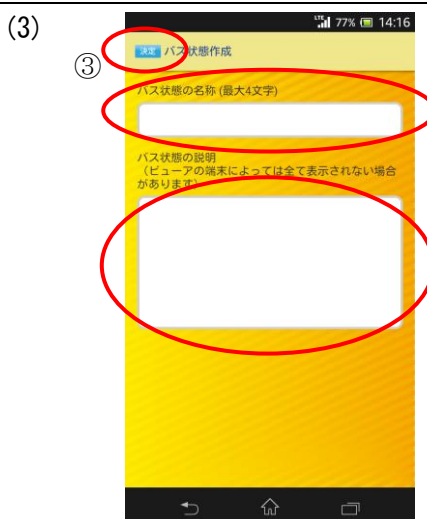 (3)
LTE 77% 14:16
③
決定 バス状態作成
バス状態の名称 (最大4文字)
バス状態の説明
（ビューアの端末によっては全て表示されない場合
があります）